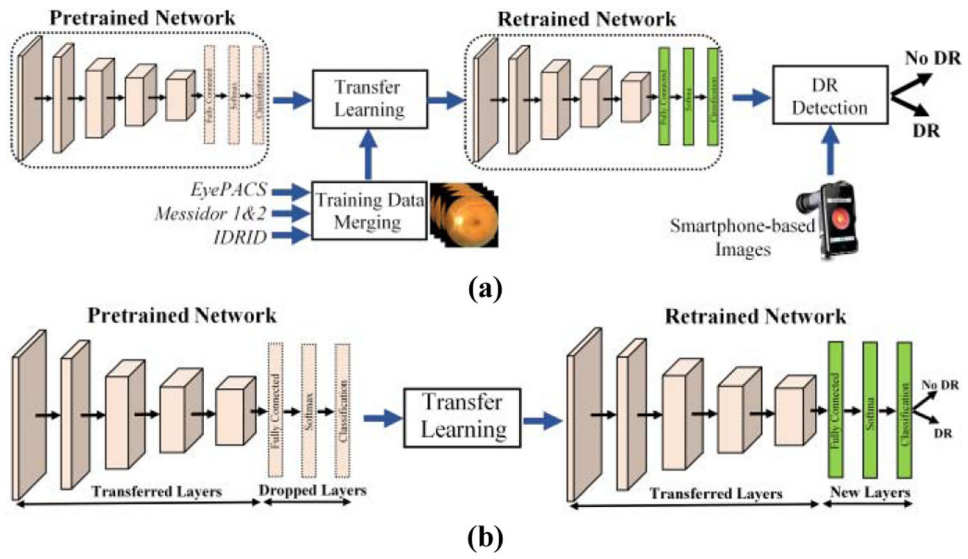 Pretrained Network
Retrained Network
Fully Connected
Softmax
Classification
Transfer
Learning
Fully Connected
Softma
Classification
DR
Detection
No DR
DR
EyePACS
Messidor 1&2
IDRID
Training Data
Merging
Smartphone-based
Images
(a)
Pretrained Network
Retrained Network
Fully Connected
Softmax
Classification
Transfer
Learning
Fully Connected
Softma
Classification
No DR
DR
Transferred Layers
Dropped Layers
Transferred Layers
New Layers
(b)